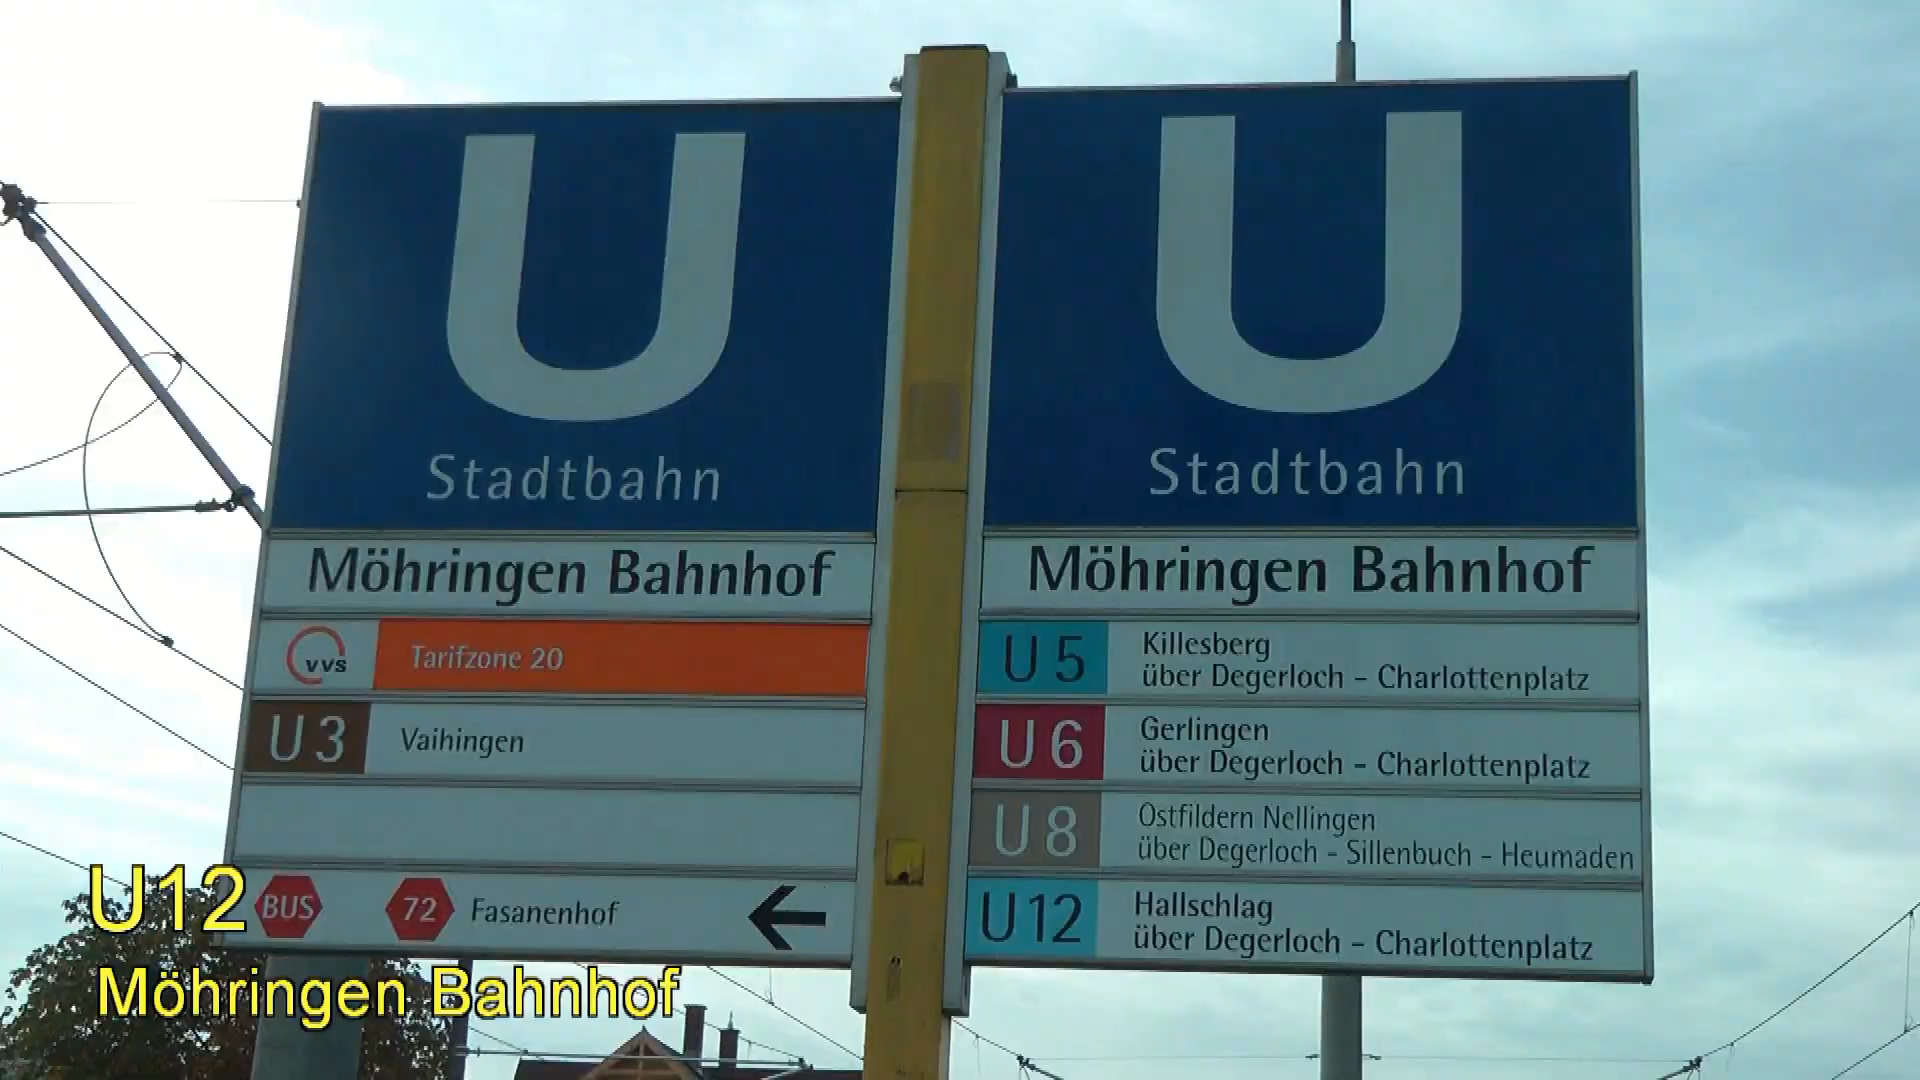 U
Stadtbahn
Möhringen Bahnhof
vvs Tarifzone 20
U3 Vaihingen
BUS 72 Fasanenhof
U
Stadtbahn
Möhringen Bahnhof
U5 Killesberg
über Degerloch - Charlottenplatz
U6 Gerlingen
über Degerloch - Charlottenplatz
U8 Ostfildern Nellingen
über Degerloch - Sillenbuch - Heumaden
U12 Hallschlag
über Degerloch - Charlottenplatz
U12
Möhringen Bahnhof